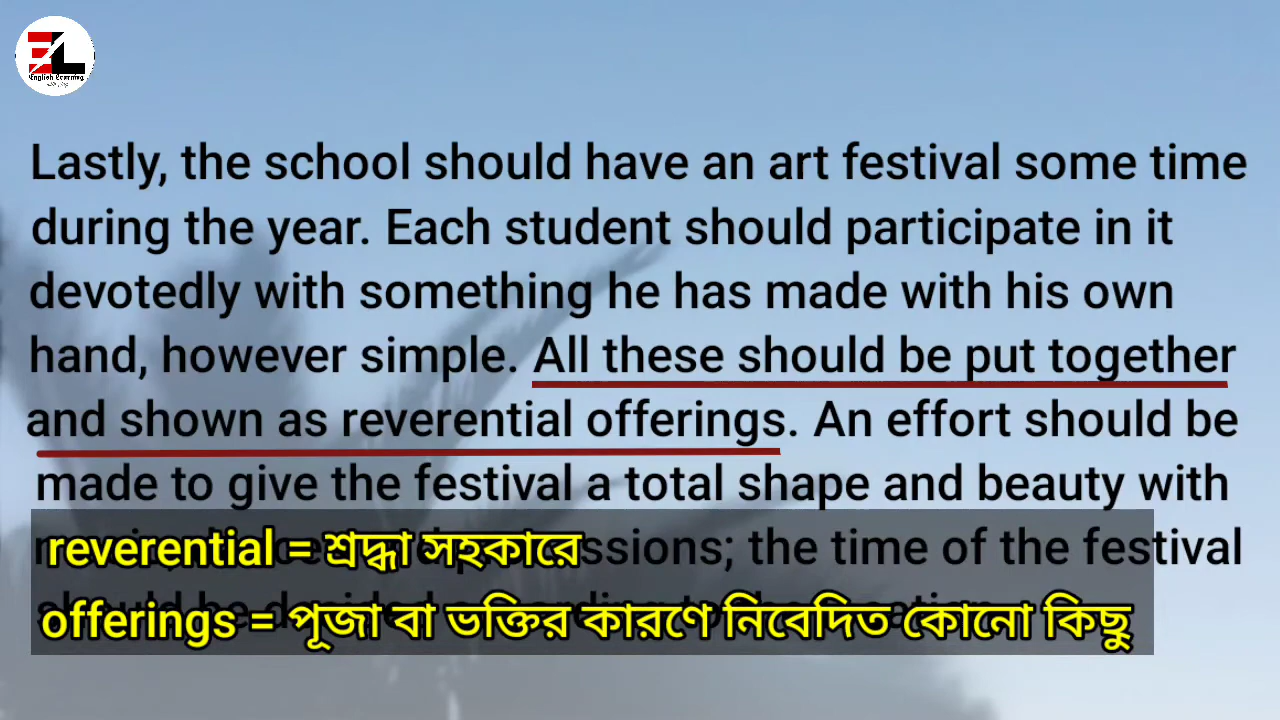 English Learning
Lastly, the school should have an art festival some time
during the year. Each student should participate in it
devotedly with something he has made with his own
hand, however simple. All these should be put together
and shown as reverential offerings. An effort should be
made to give the festival a total shape and beauty with
ssions; the time of the festival
reverential = শ্রদ্ধা সহকারে
offerings = পূজা বা ভক্তির কারণে নিবেদিত কোনো কিছু